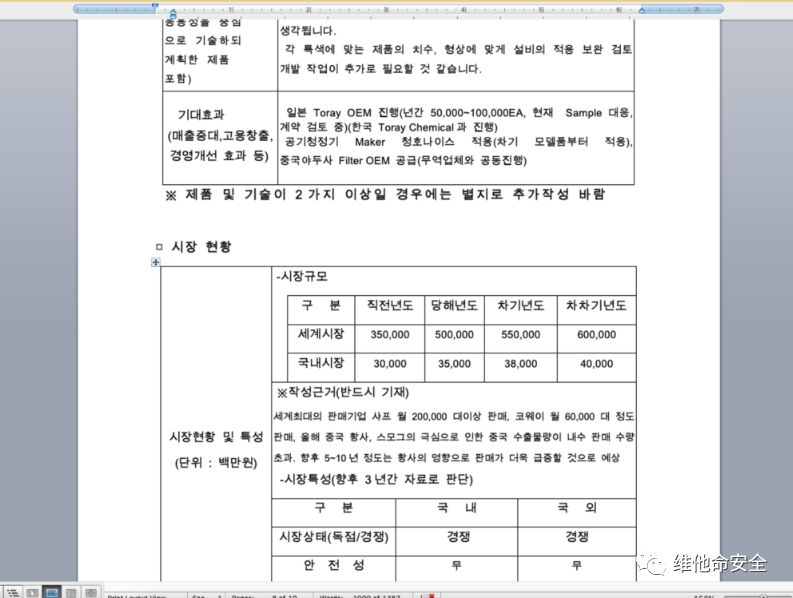 응용성을 중점
으로 기술하되
계획한 제품
포함)
생각됩니다.
각 특색에 맞는 제품의 치수, 형상에 맞게 설비의 적용 보완 검토
개발 작업이 추가로 필요할 것 같습니다.
기대효과
(매출증대,고용창출,
경영개선 효과 등)
일본 Toray OEM 진행(년간 50,000~100,000EA, 현재 Sample 대응,
계약 검토 중)(한국 Toray Chemical 과 진행)
공기청정기 Maker 청호나이스 적용(차기 모델품부터 적용),
중국야두사 Filter OEM 공급(무역업체와 공동진행)
※ 제품 및 기술이 2 가지 이상일 경우에는 별지로 추가작성 바람
□ 시장 현황
시장현황 및 특성
(단위 : 백만원)
-시장규모
구 분 직전년도 당해년도 차기년도 차차기년도
세계시장 350,000 500,000 550,000 600,000
국내시장 30,000 35,000 38,000 40,000
※작성근거(반드시 기재)
세계최대의 판매기업 샤프 월 200,000 대이상 판매, 코웨이 월 60,000 대 정도
판매, 올해 중국 황사, 스모그의 극심으로 인한 중국 수출물량이 내수 판매 수량
초과. 향후 5~10 년 정도는 황사의 영향으로 판매가 더욱 급증할 것으로 예상
-시장특성(향후 3 년간 자료로 판단)
구 분 국 내 국 외
시장상태(독점/경쟁) 경쟁 경쟁
안 전 성 무 무
维他命安全